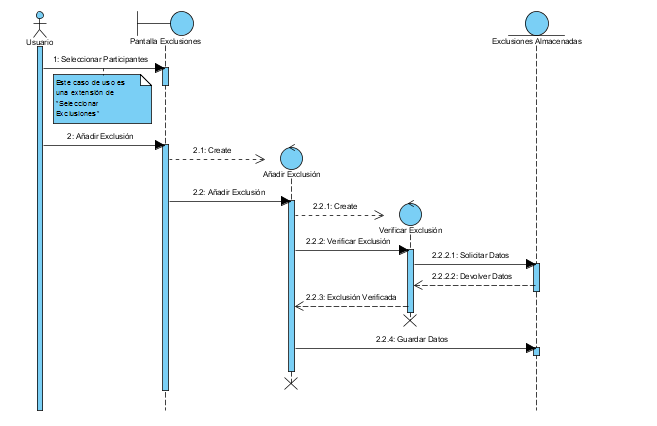 Usuario
Pantalla Exclusiones
Exclusiones Almacenadas
1: Seleccionar Participantes
Este caso de uso es
una extensión de
"Seleccionar
Exclusiones"
2: Añadir Exclusión
2.1: Create
Añadir Exclusión
2.2: Añadir Exclusión
2.2.1: Create
Verificar Exclusión
2.2.2: Verificar Exclusión
2.2.2.1: Solicitar Datos
2.2.2.2: Devolver Datos
2.2.3: Exclusión Verificada
2.2.4: Guardar Datos